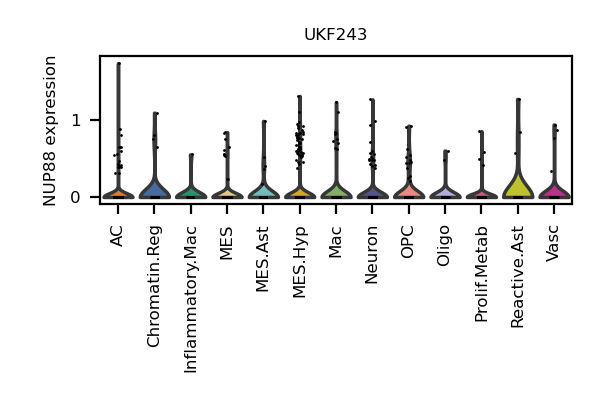 UKF243
NUP88 expression
1
0
AC
Chromatin.Reg
Inflammatory.Mac
MES
MES.Ast
MES.Hyp
Mac
Neuron
OPC
Oligo
Prolif.Metab
Reactive.Ast
Vasc